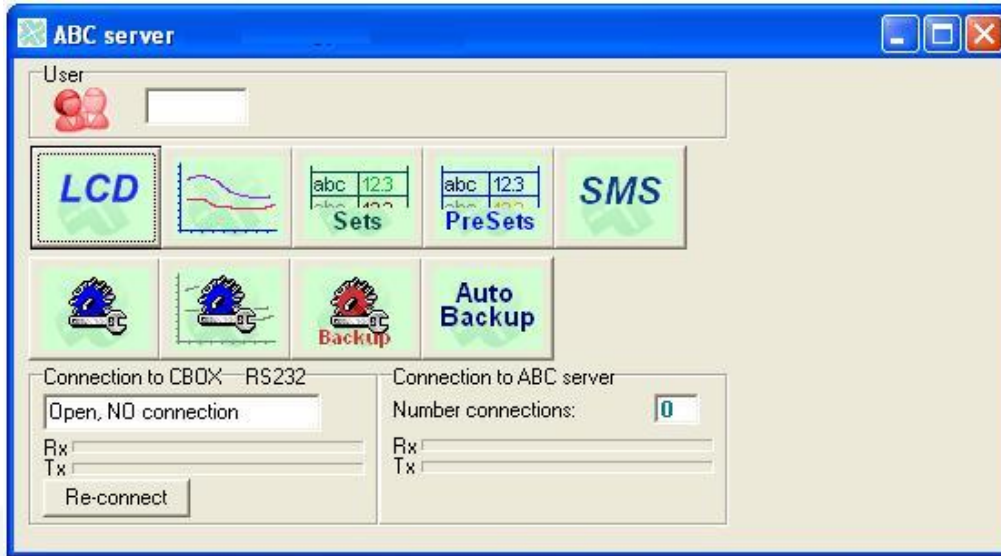 ABC server
User
LCD
abc 12.3
Sets
abc 12.3
PreSets
SMS
Backup
Auto
Backup
Connection to CBOX RS232
Open, NO connection
Rx
Tx
Re-connect
Connection to ABC server
Number connections: 0
Rx
Tx